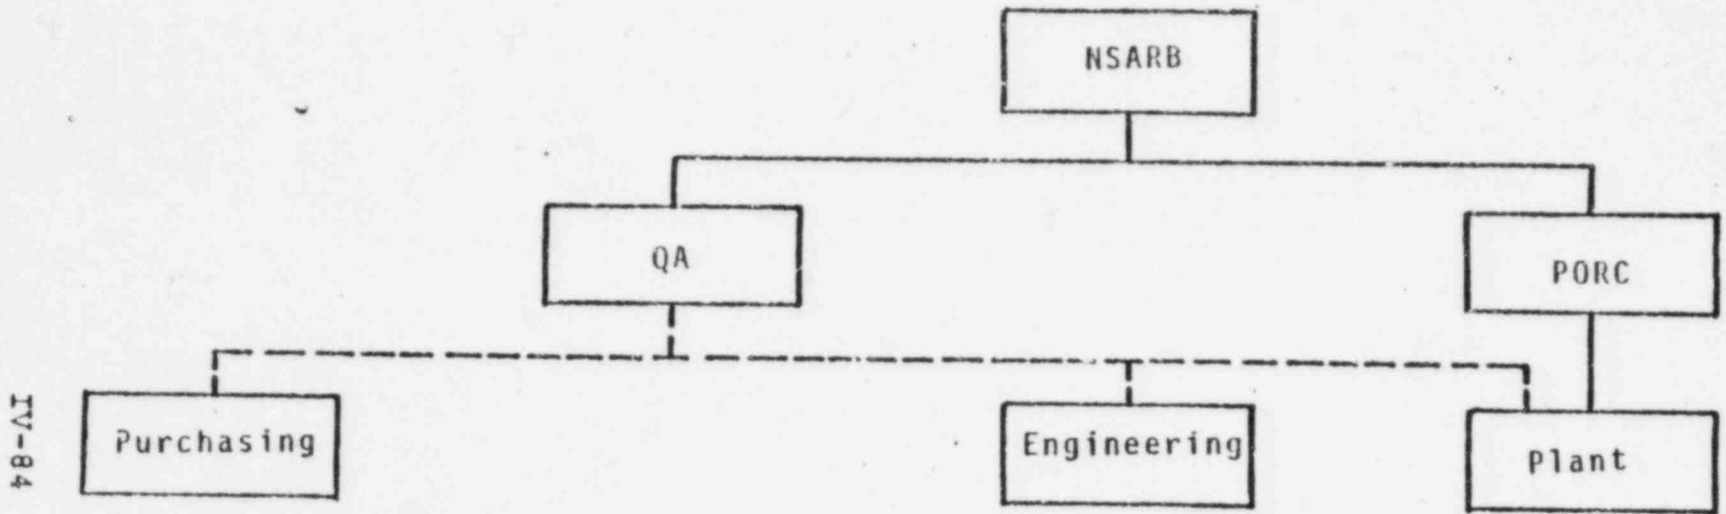 NSARB
QA
PORC
Purchasing
Engineering
Plant
IV-84